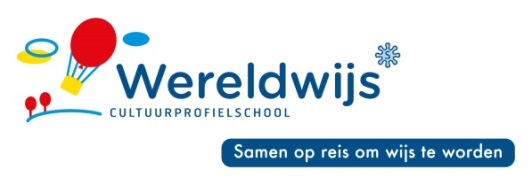 Wereldwijs
S
CULTUURPROFIELSCHOOL
Samen op reis om wijs te worden